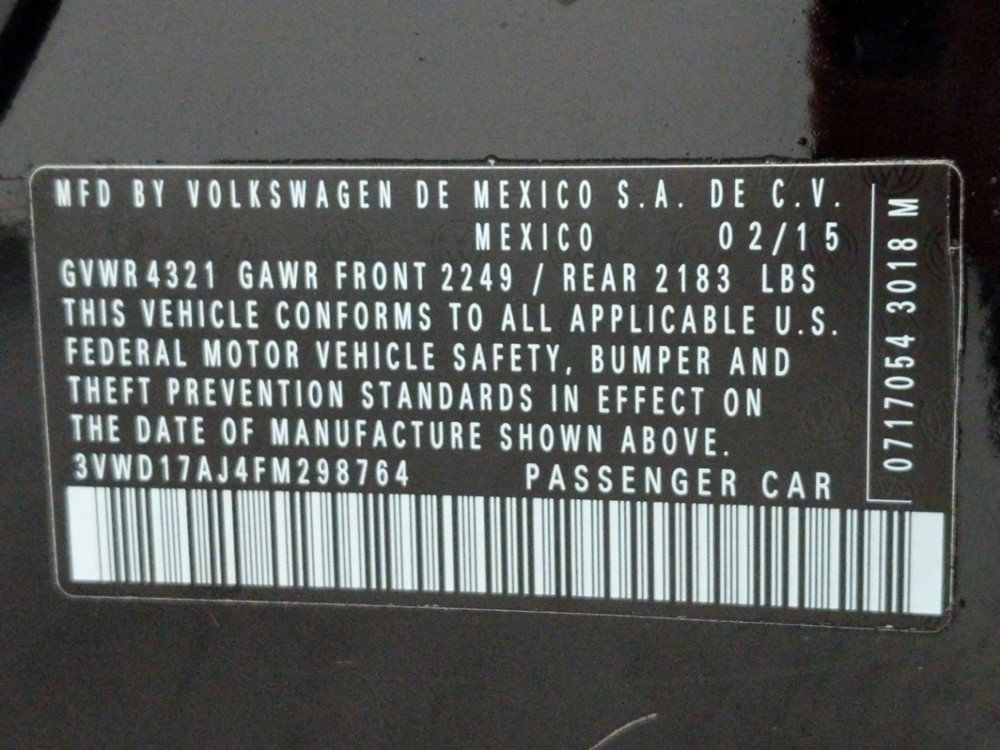 MFD BY VOLKSWAGEN DE MEXICO S.A. DE C.V.
MEXICO 02/15
GVWR 4321 GAWR FRONT 2249 / REAR 2183 LBS
THIS VEHICLE CONFORMS TO ALL APPLICABLE U.S.
FEDERAL MOTOR VEHICLE SAFETY, BUMPER AND
THEFT PREVENTION STANDARDS IN EFFECT ON
THE DATE OF MANUFACTURE SHOWN ABOVE.
3VWD17AJ4FM298764 PASSENGER CAR
0717054 3018 M